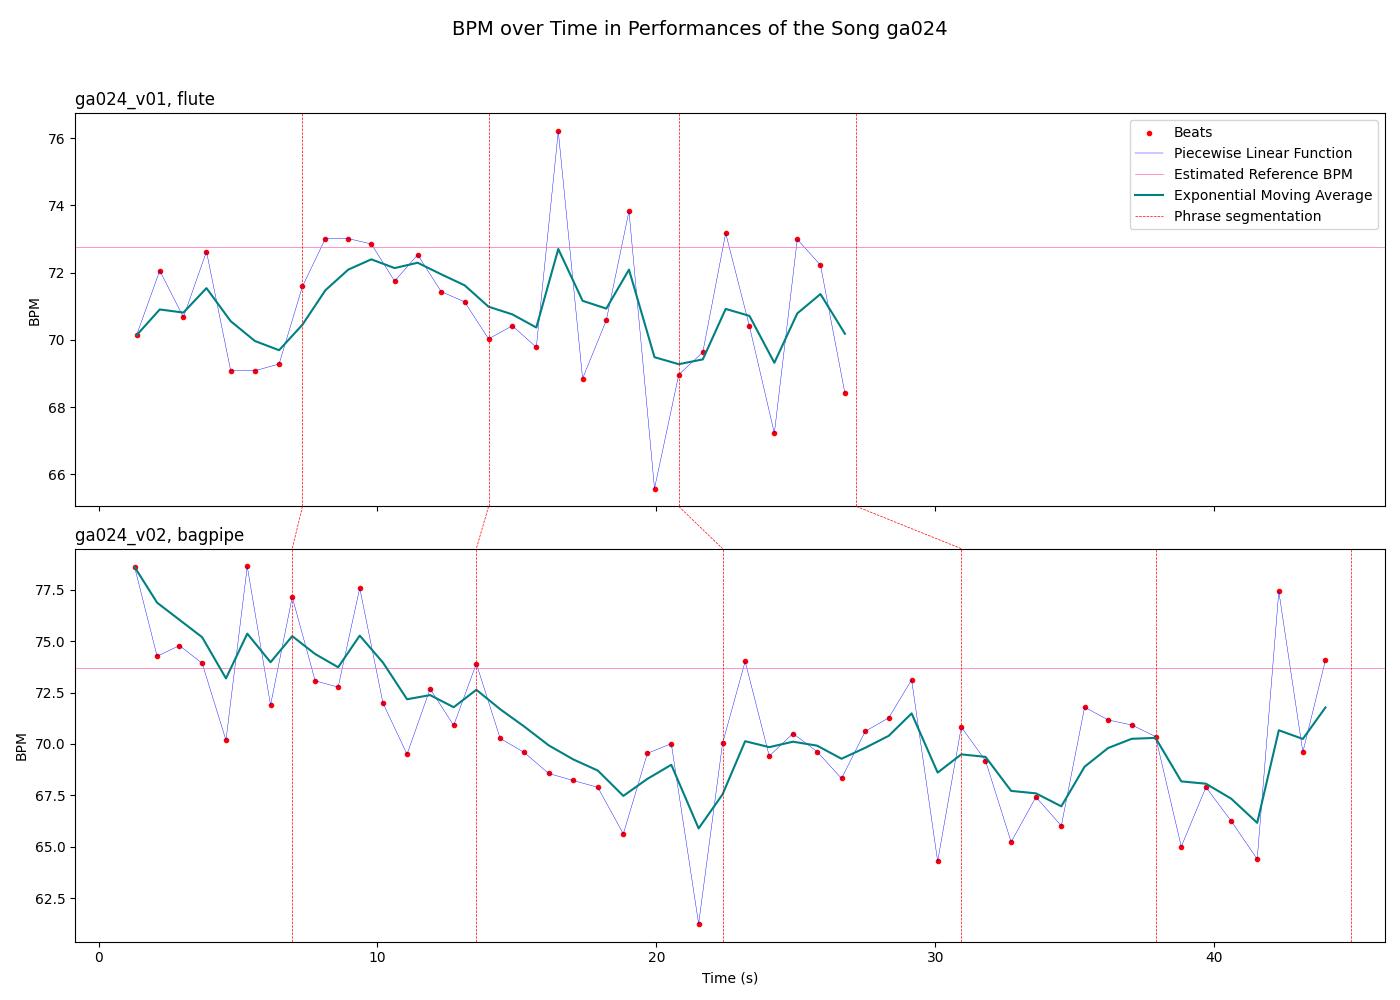 BPM over Time in Performances of the Song ga024
ga024_v01, flute
76
74
72
70
68
66
BPM
Beats
Piecewise Linear Function
Estimated Reference BPM
Exponential Moving Average
Phrase segmentation
ga024_v02, bagpipe
77.5
75.0
72.5
70.0
67.5
65.0
62.5
BPM
0 10 20 30 40
Time (s)